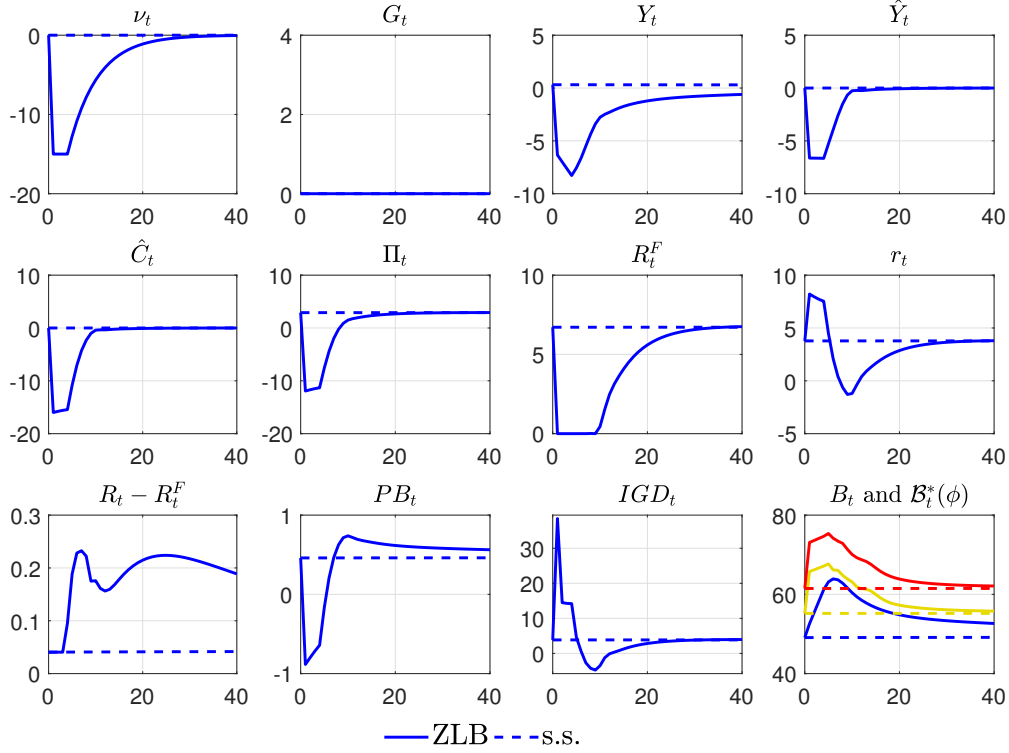 ν_t G_t Y_t Ŷ_t
0 4 5 5
-10 2 0 0
-20 0 -5 -5
-10 -10
0 20 40 0 20 40 0 20 40 0 20 40
Ĉ_t Π_t R_t^F r_t
10 10 10 10
0 0 5 5
-10 -10 0 0
-20 -20 -5
0 20 40 0 20 40 0 20 40 0 20 40
R_t − R_t^F PB_t IGD_t B_t and 𝓑_t^*(ϕ)
0.3 1 30 80
0.2 0 20 60
0.1 -1 10 40
0 0
0 20 40 0 20 40 0 20 40 0 20 40
ZLB s.s.